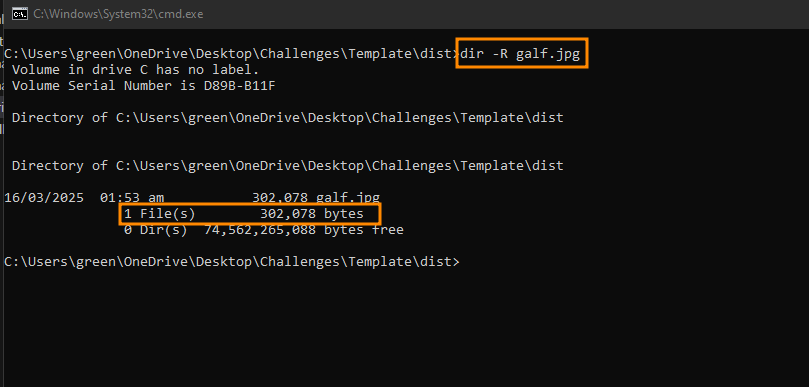 C:\Windows\System32\cmd.exe
C:\Users\green\OneDrive\Desktop\Challenges\Template\dist>dir -R galf.jpg
Volume in drive C has no label.
Volume Serial Number is D89B-B11F
Directory of C:\Users\green\OneDrive\Desktop\Challenges\Template\dist
Directory of C:\Users\green\OneDrive\Desktop\Challenges\Template\dist
16/03/2025  01:53 am           302,078 galf.jpg
1 File(s)        302,078 bytes
0 Dir(s)  74,562,265,088 bytes free
C:\Users\green\OneDrive\Desktop\Challenges\Template\dist>